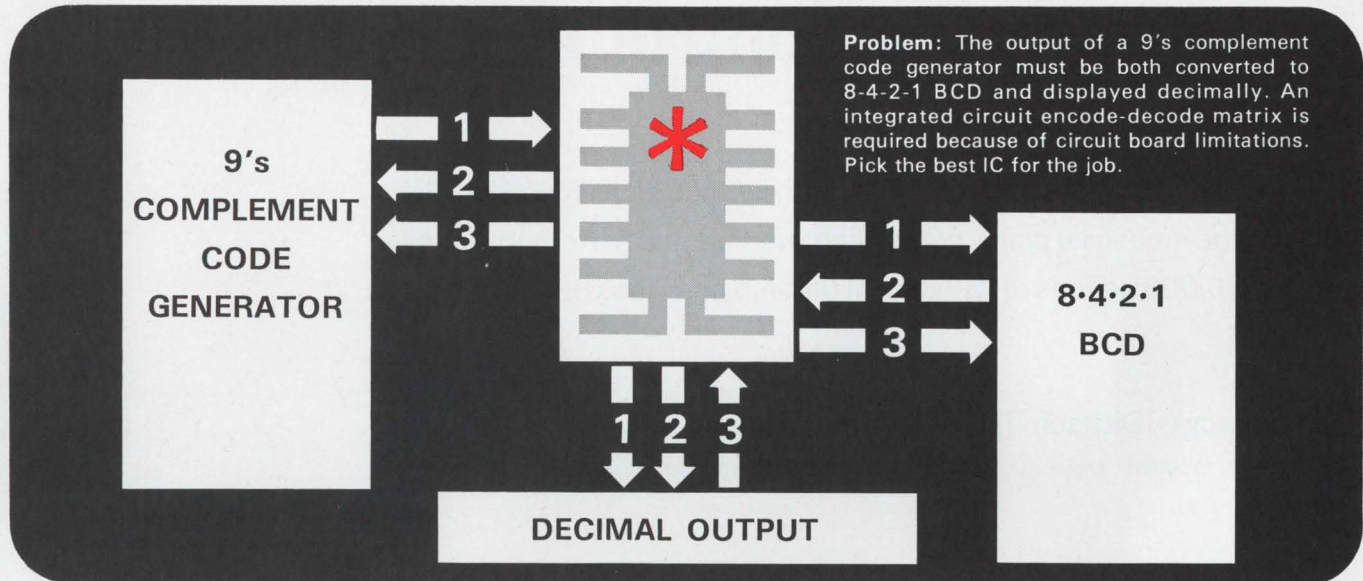 Problem: The output of a 9's complement
code generator must be both converted to
8-4-2-1 BCD and displayed decimally. An
integrated circuit encode-decode matrix is
required because of circuit board limitations.
Pick the best IC for the job.
9's
COMPLEMENT
CODE
GENERATOR
1
2
3
*
1
2
3
8•4•2•1
BCD
1 2 3
DECIMAL OUTPUT